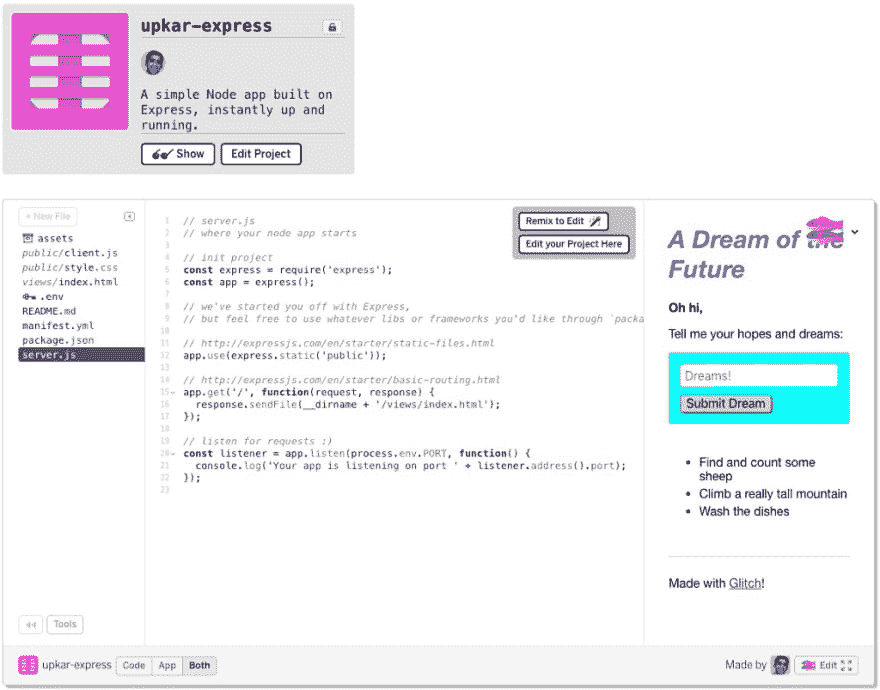 upkar-express
A simple Node app built on
Express, instantly up and
running.
Show
Edit Project
+ New File
assets
public/client.js
public/style.css
views/index.html
.env
README.md
manifest.yml
package.json
server.js
Tools
1 // server.js
2 // where your node app starts
3
4 // init project
5 const express = require('express');
6 const app = express();
7
8 // we've started you off with Express,
9 // but feel free to use whatever libs or frameworks you'd like through `packa
10
11 // http://expressjs.com/en/starter/static-files.html
12 app.use(express.static('public'));
13
14 // http://expressjs.com/en/starter/basic-routing.html
15 app.get('/', function(request, response) {
16 response.sendFile(__dirname + '/views/index.html');
17 });
18
19 // listen for requests :)
20 const listener = app.listen(process.env.PORT, function() {
21 console.log('Your app is listening on port ' + listener.address().port);
22 });
23
Remix to Edit
Edit your Project Here
A Dream of the
Future
Oh hi,
Tell me your hopes and dreams:
Dreams!
Submit Dream
Find and count some
sheep
Climb a really tall mountain
Wash the dishes
Made with Glitch!
upkar-express
Code
App
Both
Made by
Edit